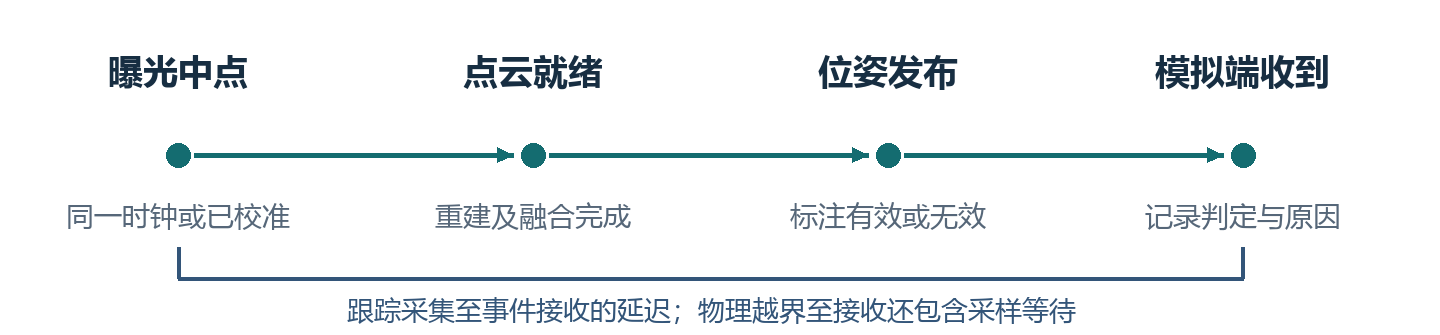 曝光中点 点云就绪 位姿发布 模拟端收到
同一时钟或已校准 重建及融合完成 标注有效或无效 记录判定与原因
跟踪采集至事件接收的延迟；物理越界至接收还包含采样等待